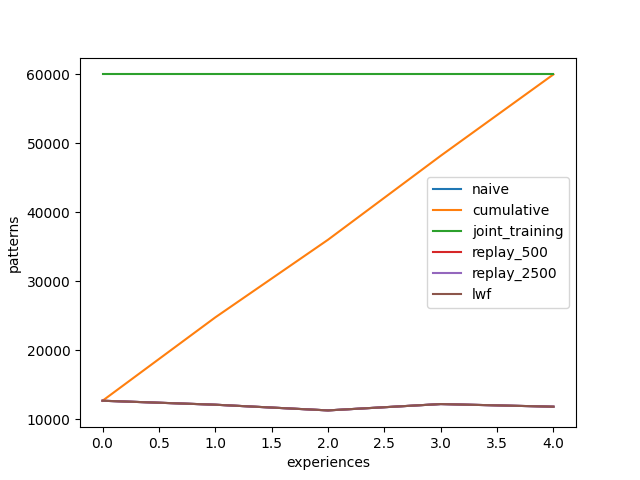 60000
50000
40000
30000
20000
10000
patterns
naive
cumulative
joint_training
replay_500
replay_2500
lwf
0.0 0.5 1.0 1.5 2.0 2.5 3.0 3.5 4.0
experiences